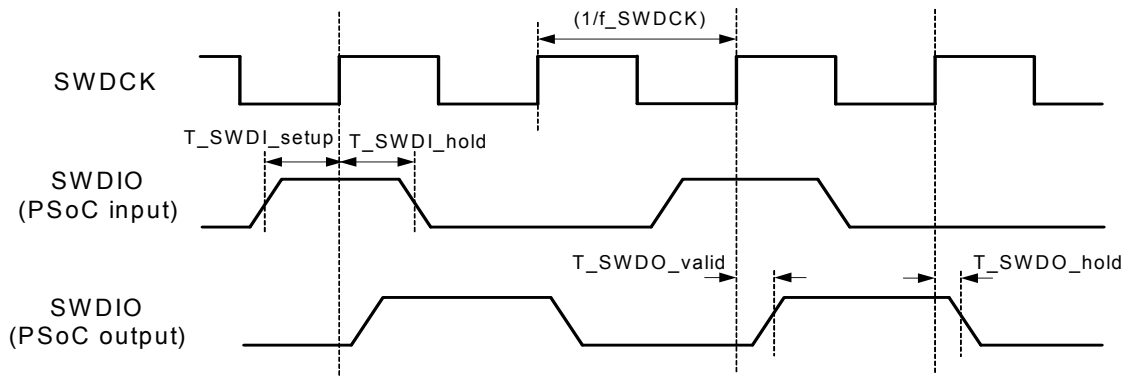 (1/f_SWDCK)
SWDCK
T_SWDI_setup
T_SWDI_hold
SWDIO
(PSoC input)
T_SWDO_valid
T_SWDO_hold
SWDIO
(PSoC output)